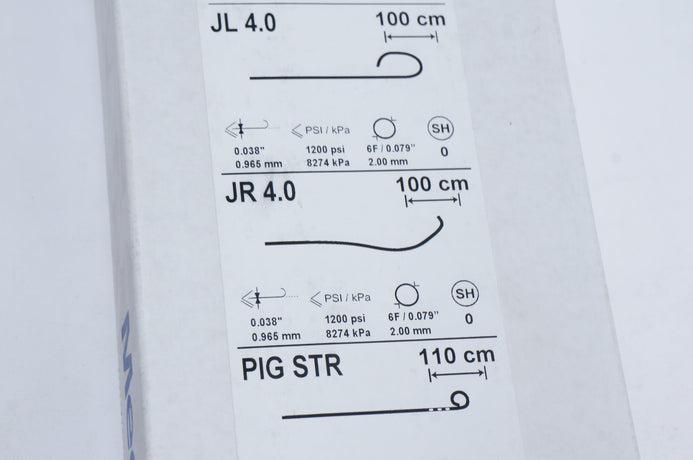 JL 4.0
100 cm
≤ PSI / kPa
SH
0.038"
1200 psi
6F / 0.079"
0
0.965 mm
8274 kPa
2.00 mm
JR 4.0
100 cm
≤ PSI / kPa
SH
0.038"
1200 psi
6F / 0.079"
0
0.965 mm
8274 kPa
2.00 mm
PIG STR
110 cm